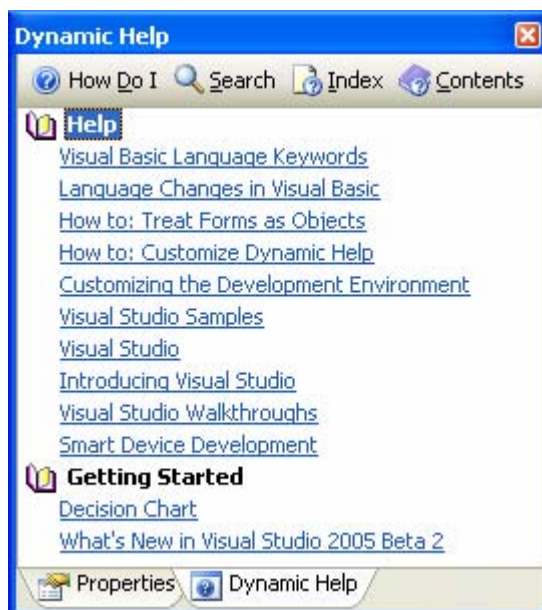 Dynamic Help
How Do I Search Index Contents
Help
Visual Basic Language Keywords
Language Changes in Visual Basic
How to: Treat Forms as Objects
How to: Customize Dynamic Help
Customizing the Development Environment
Visual Studio Samples
Visual Studio
Introducing Visual Studio
Visual Studio Walkthroughs
Smart Device Development
Getting Started
Decision Chart
What's New in Visual Studio 2005 Beta 2
Properties Dynamic Help